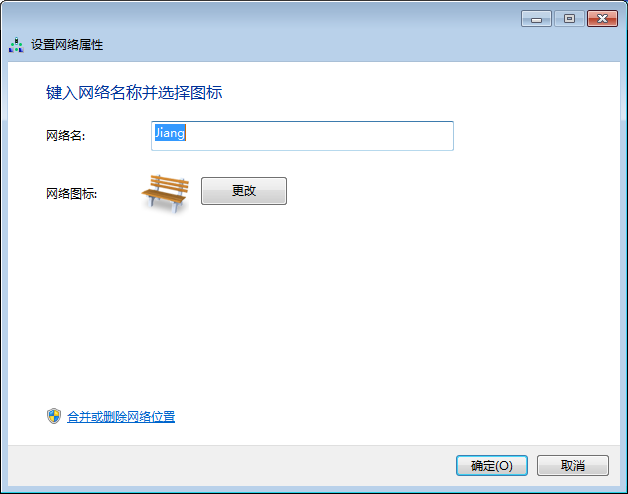 设置网络属性
键入网络名称并选择图标
网络名:
Jiang
网络图标:
更改
合并或删除网络位置
确定(O)
取消